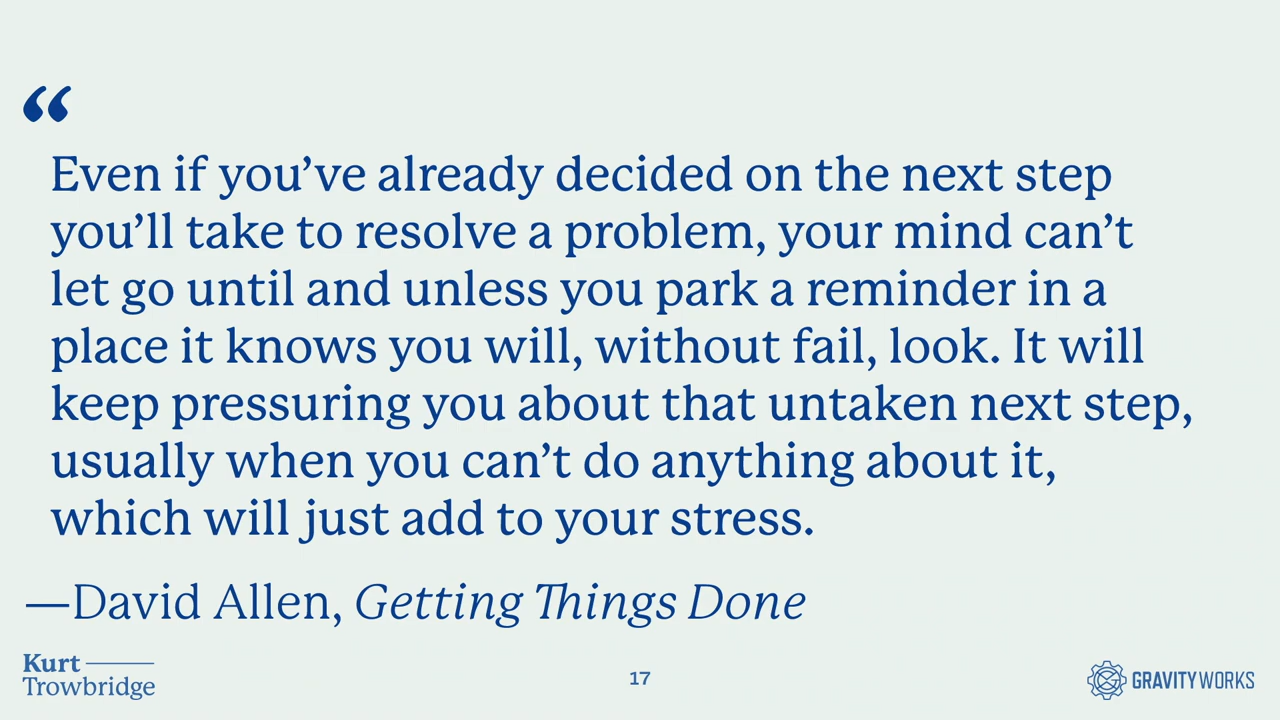 “
Even if you’ve already decided on the next step
you’ll take to resolve a problem, your mind can’t
let go until and unless you park a reminder in a
place it knows you will, without fail, look. It will
keep pressuring you about that untaken next step,
usually when you can’t do anything about it,
which will just add to your stress.
—David Allen, Getting Things Done
Kurt
Trowbridge
17
GRAVITYWORKS